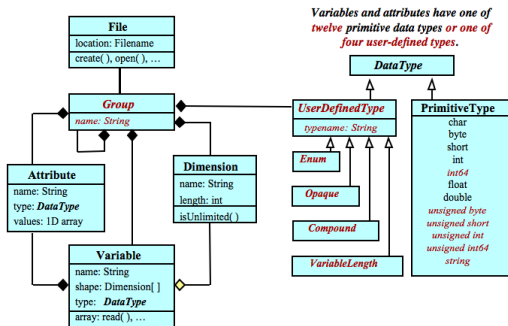 Variables and attributes have one of
twelve primitive data types or one of
four user-defined types.
File
location: Filename
create( ), open( ), …
DataType
Group
name: String
UserDefinedType
typename: String
PrimitiveType
char
byte
short
int
int64
float
double
unsigned byte
unsigned short
unsigned int
unsigned int64
string
Enum
Opaque
Compound
VariableLength
Attribute
name: String
type: DataType
values: 1D array
Dimension
name: String
length: int
isUnlimited( )
Variable
name: String
shape: Dimension[ ]
type: DataType
array: read( ), …